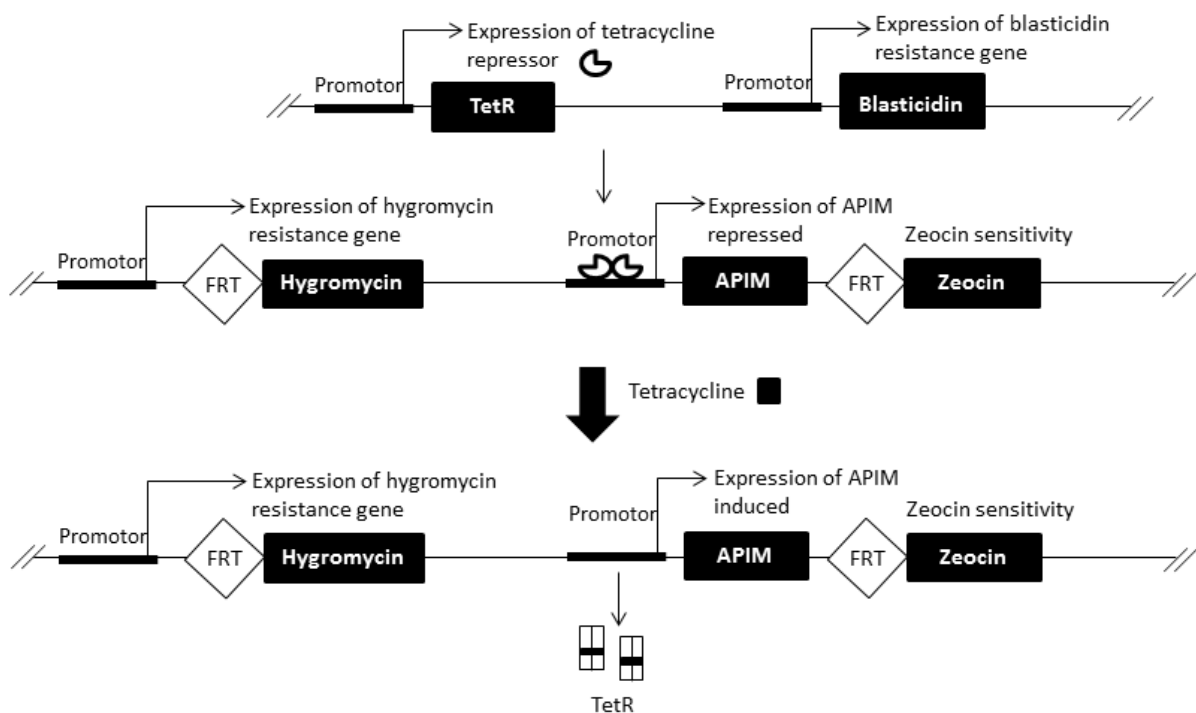 Expression of tetracycline
repressor
Expression of blasticidin
resistance gene
Promotor
TetR
Promotor
Blasticidin
Expression of hygromycin
resistance gene
Expression of APIM
repressed
Promotor
Promotor
Zeocin sensitivity
FRT
Hygromycin
APIM
FRT
Zeocin
Tetracycline
Expression of hygromycin
resistance gene
Expression of APIM
induced
Promotor
Promotor
Zeocin sensitivity
FRT
Hygromycin
APIM
FRT
Zeocin
TetR